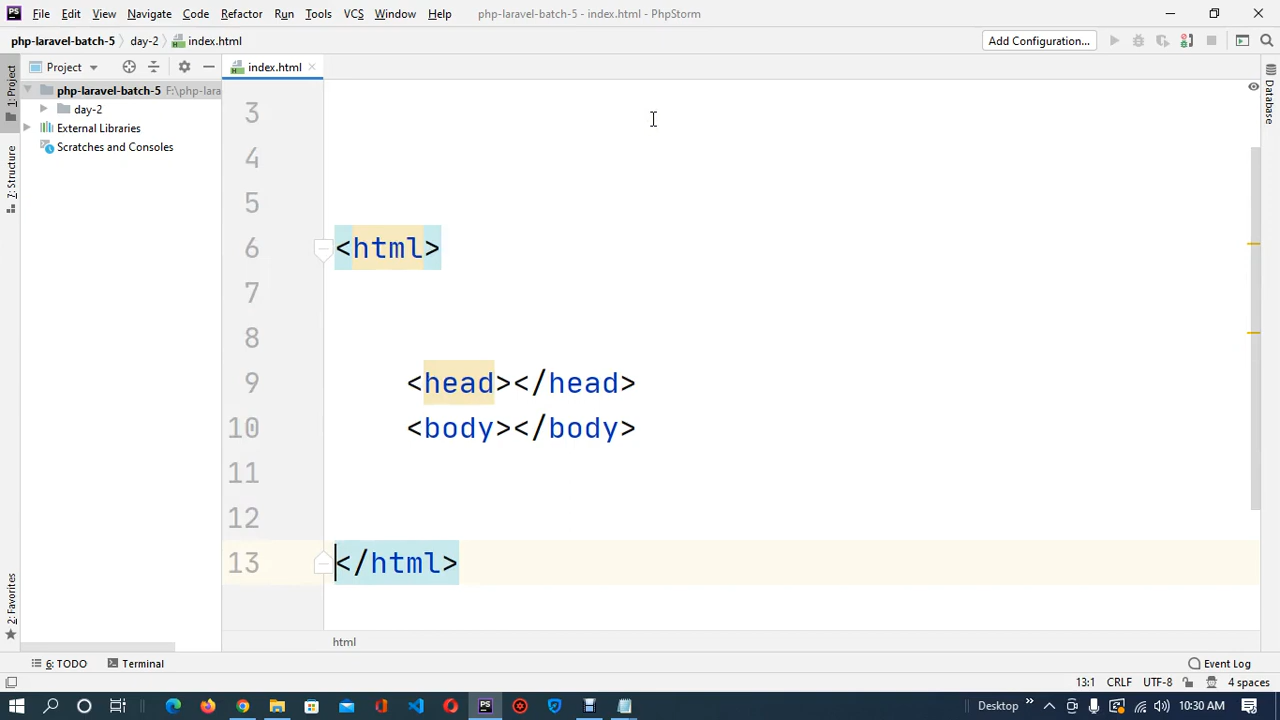 PS File Edit View Navigate Code Refactor Run Tools VCS Window Help php-laravel-batch-5 - index.html - PhpStorm
php-laravel-batch-5 day-2 index.html Add Configuration...
1: Project
Project
index.html
php-laravel-batch-5 F:\php-lara
day-2
External Libraries
Scratches and Consoles
7: Structure
2: Favorites
Database
3
4
5
6 <html>
7
8
9 <head></head>
10 <body></body>
11
12
13 </html>
html
6: TODO Terminal Event Log
13:1 CRLF UTF-8 4 spaces
PS Desktop 10:30 AM